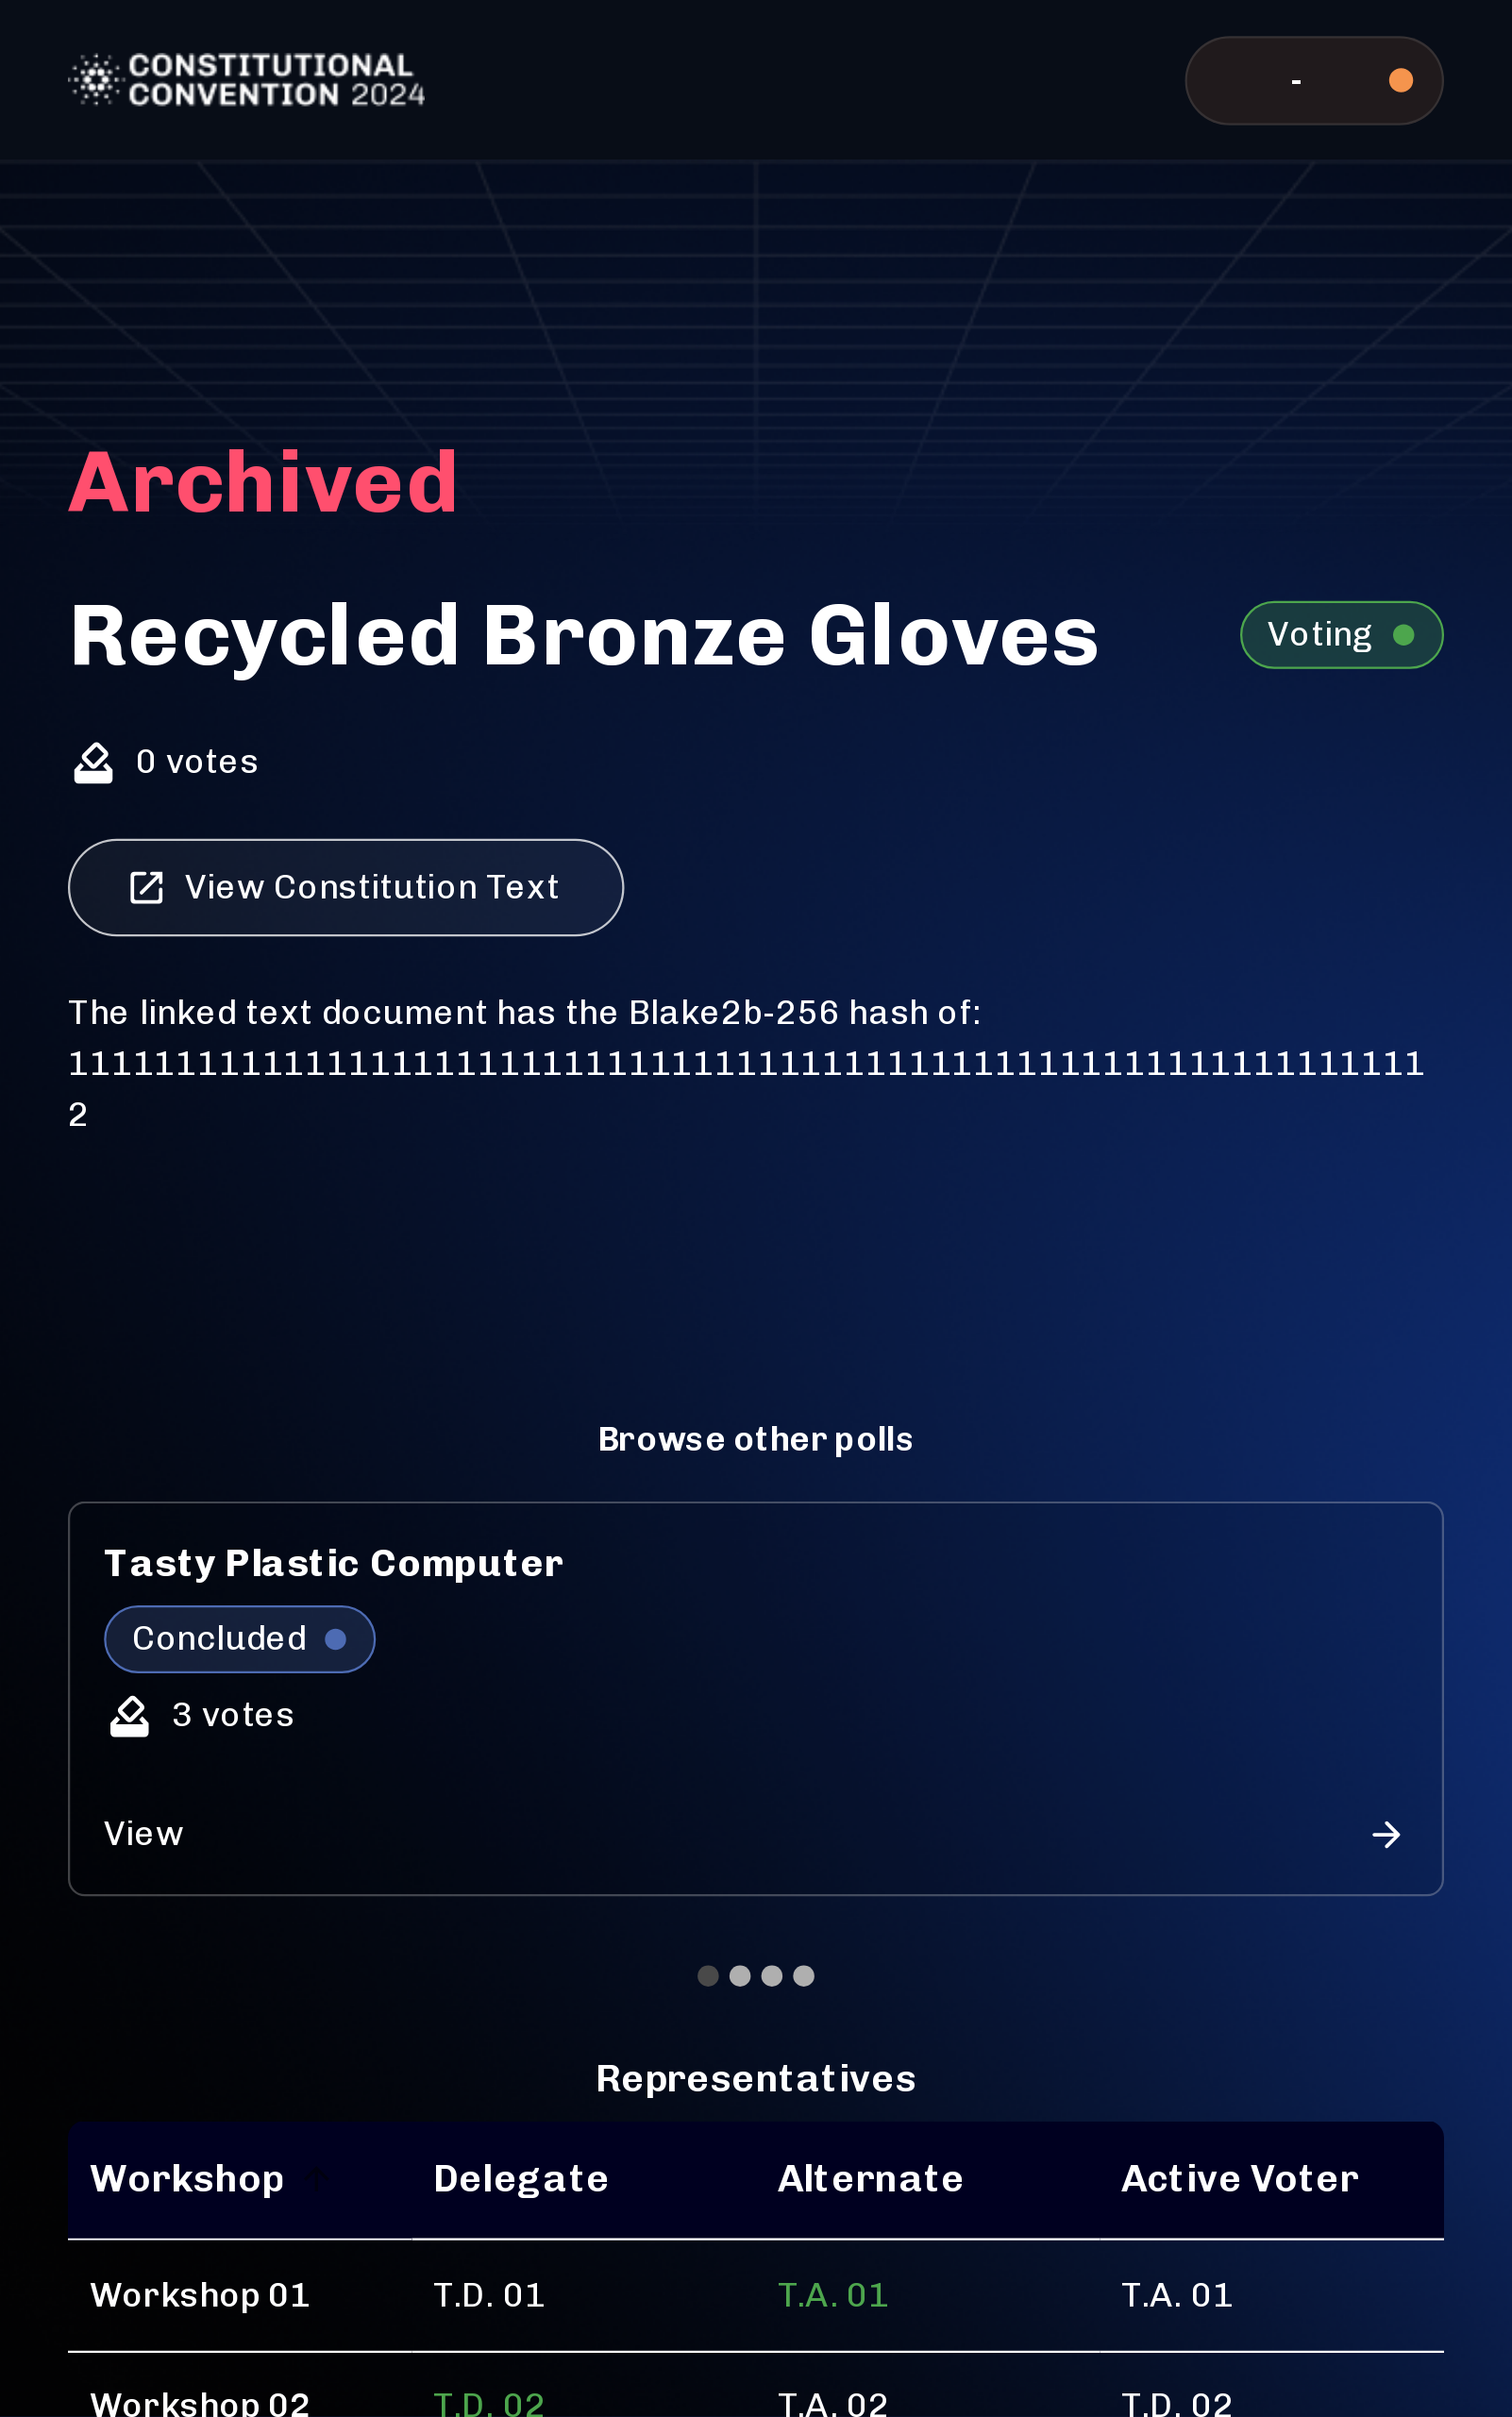 CONSTITUTIONAL
CONVENTION 2024
-
Archived
Recycled Bronze Gloves
Voting
0 votes
View Constitution Text
The linked text document has the Blake2b-256 hash of:
111111111111111111111111111111111111111111111111111111111111111
2
Browse other polls
Tasty Plastic Computer
Concluded
3 votes
View
Representatives
Workshop Delegate Alternate Active Voter
Workshop 01 T.D. 01 T.A. 01 T.A. 01
Workshop 02 T.D. 02 T.A. 02 T.D. 02